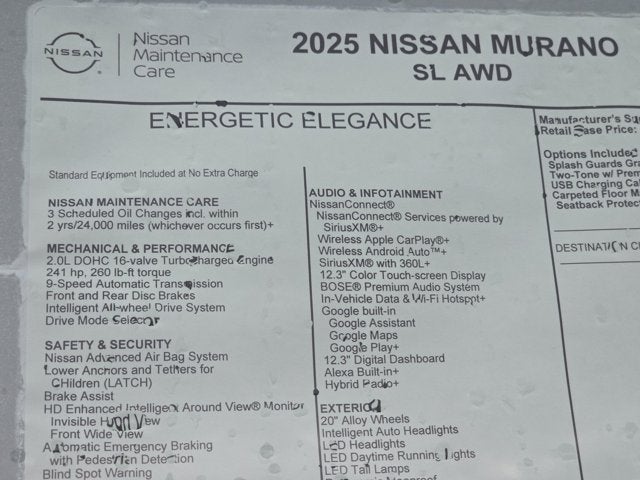 NISSAN
Nissan
Maintenance
Care
2025 NISSAN MURANO
SL AWD
ENERGETIC ELEGANCE
Standard Equipment Included at No Extra Charge
NISSAN MAINTENANCE CARE
3 Scheduled Oil Changes incl. within
2 yrs/24,000 miles (whichever occurs first)+
MECHANICAL & PERFORMANCE
2.0L DOHC 16-valve Turbocharged Engine
241 hp, 260 lb-ft torque
9-Speed Automatic Transmission
Front and Rear Disc Brakes
Intelligent All-wheel Drive System
Drive Mode Selector
SAFETY & SECURITY
Nissan Advanced Air Bag System
Lower Anchors and Tethers for
CHildren (LATCH)
Brake Assist
HD Enhanced Intelligent Around View® Monitor
Invisible Hood View
Front Wide View
Automatic Emergency Braking
with Pedestrian Detection
Blind Spot Warning
AUDIO & INFOTAINMENT
NissanConnect®
NissanConnect® Services powered by
SiriusXM®+
Wireless Apple CarPlay®+
Wireless Android Auto™+
SiriusXM® with 360L+
12.3" Color Touch-screen Display
BOSE® Premium Audio System
In-Vehicle Data & Wi-Fi Hotspot+
Google built-in
Google Assistant
Google Maps
Google Play+
12.3" Digital Dashboard
Alexa Built-in+
Hybrid Radio+
EXTERIOR
20" Alloy Wheels
Intelligent Auto Headlights
LED Headlights
LED Daytime Running Lights
LED Tail Lamps
Manufacturer's Su
Retail Base Price:
Options Included
Splash Guards Gr
Two-Tone w/ Prem
USB Charging Ca
Carpeted Floor M
Seatback Protect
DESTINATION C